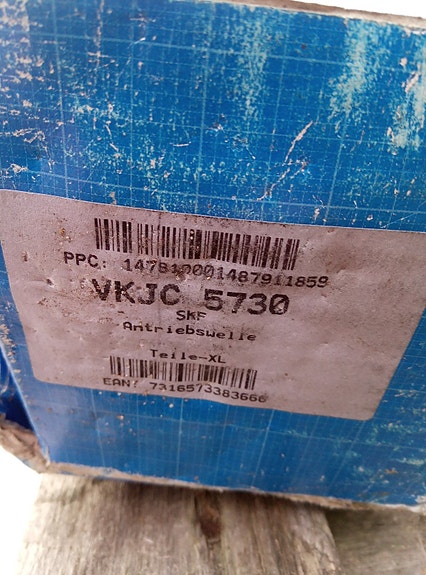 PPC: 147810001487911859
VKJC 5730
SKF
Antriebswelle
Teile-XL
EAN: 7316573383666